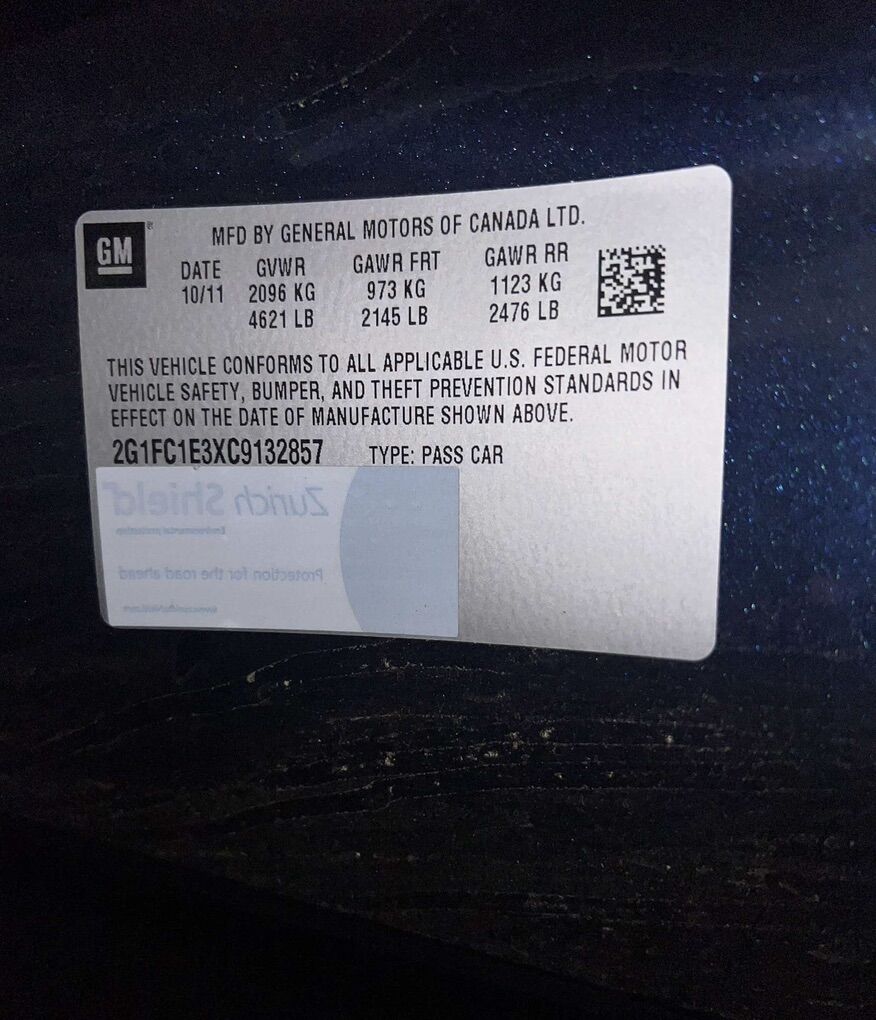 GM®
MFD BY GENERAL MOTORS OF CANADA LTD.
DATE GVWR GAWR FRT GAWR RR
10/11 2096 KG 973 KG 1123 KG
4621 LB 2145 LB 2476 LB
THIS VEHICLE CONFORMS TO ALL APPLICABLE U.S. FEDERAL MOTOR
VEHICLE SAFETY, BUMPER, AND THEFT PREVENTION STANDARDS IN
EFFECT ON THE DATE OF MANUFACTURE SHOWN ABOVE.
2G1FC1E3XC9132857 TYPE: PASS CAR
Zurich Shield
Environmental protection
Protection for the road ahead